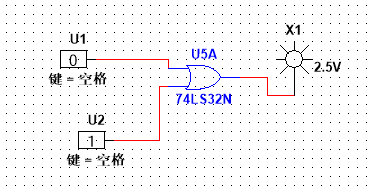 U1
0
键 = 空格
U5A
74LS32N
X1
2.5V
U2
1
键 = 空格